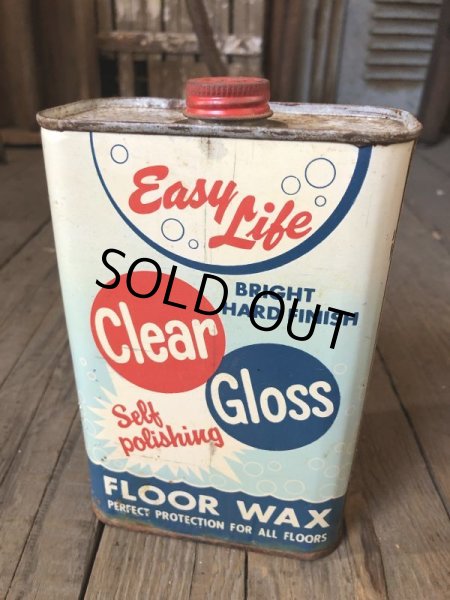 Easy
Life
SOLD OUT
BRIGHT
HARD FINISH
Clear
Gloss
Self
polishing
FLOOR WAX
PERFECT PROTECTION FOR ALL FLOORS